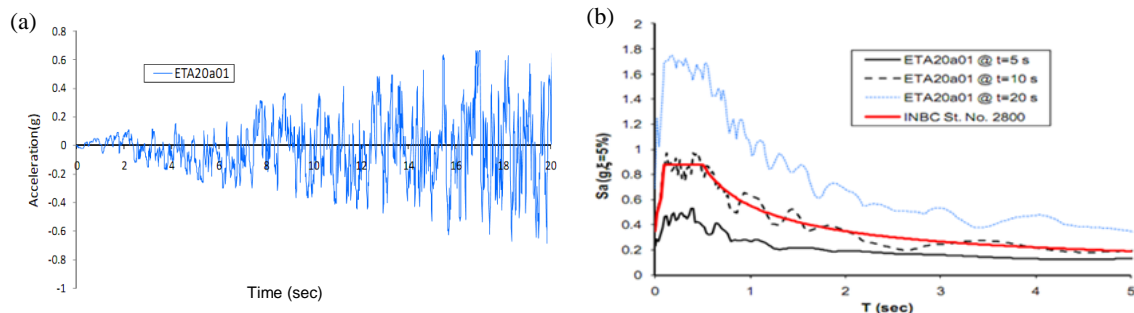 (a)
0.8
0.6
0.4
0.2
0
-0.2
-0.4
-0.6
-0.8
-1
Acceleration(g)
ETA20a01
0 2 4 6 8 10 12 14 16 18 20
Time (sec)
(b)
2
1.8
1.6
1.4
1.2
1
0.8
0.6
0.4
0.2
0
Sa(g,ξ=5%)
ETA20a01 @ t=5 s
ETA20a01 @ t=10 s
ETA20a01 @ t=20 s
INBC St. No. 2800
0 1 2 3 4 5
T (sec)